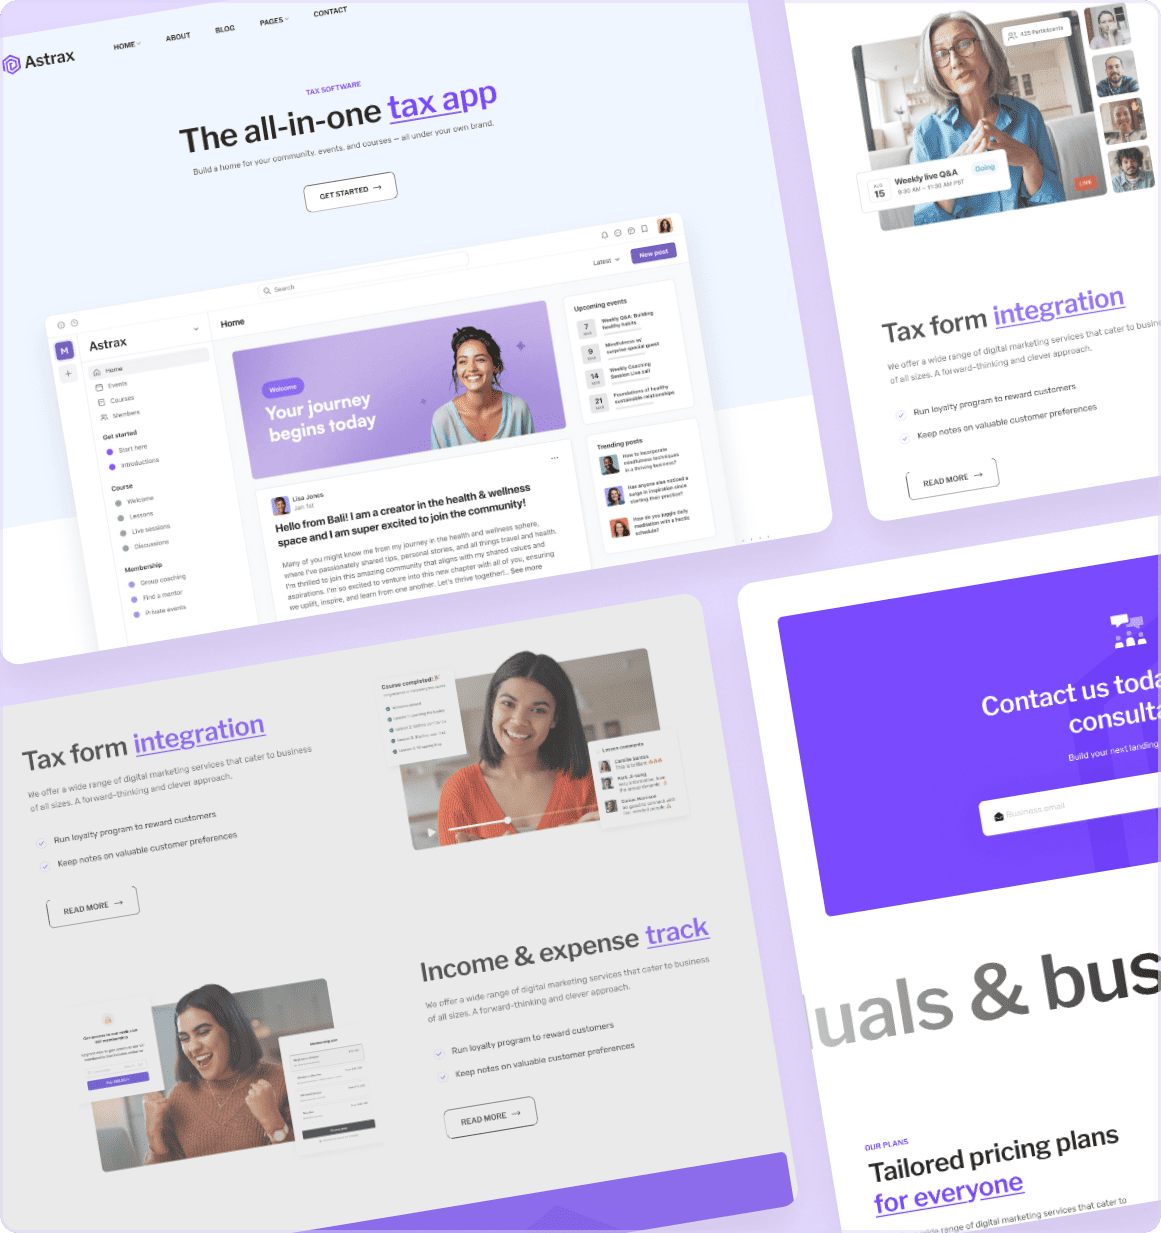 Astrax
HOME
ABOUT
BLOG
PAGES
CONTACT
TAX SOFTWARE
The all-in-one tax app
Build a home for your community, events, and courses — all under your own brand.
GET STARTED →
Search
Latest
New post
M
Astrax
Home
Events
Courses
Members
Get started
Start here
Introductions
Course
Welcome
Lessons
Live sessions
Discussions
Membership
Group coaching
Find a mentor
Private events
Home
Welcome
Your journey
begins today
Lisa Jones
Jan 1st
Hello from Bali! I am a creator in the health & wellness
space and I am super excited to join the community!
Many of you might know me from my journey in the health and wellness sphere,
where I've passionately shared tips, personal stories, and all things travel and health.
I'm thrilled to join this amazing community that aligns with my shared values and
aspirations. I'm so excited to venture into this new chapter with all of you, ensuring
we uplift, inspire, and learn from one another. Let's thrive together!.. See more
Upcoming events
7
MAR
Weekly Q&A: Building
healthy habits
9
MAR
Mindfulness w/
surprise special guest
14
MAR
Weekly Coaching
Session Live call
21
MAR
Foundations of healthy
sustainable relationships
Trending posts
How to incorporate
mindfulness techniques
in a thriving business?
Has anyone else noticed a
surge in inspiration since
starting their practice?
How do you juggle daily
meditation with a hectic
schedule?
425 Participants
AUG
15
Weekly live Q&A
9:30 AM – 11:30 AM PST
Going
LIVE
Tax form integration
We offer a wide range of digital marketing services that cater to busin
of all sizes. A forward-thinking and clever approach.
Run loyalty program to reward customers
Keep notes on valuable customer preferences
READ MORE →
Tax form integration
We offer a wide range of digital marketing services that cater to business
of all sizes. A forward-thinking and clever approach.
Run loyalty program to reward customers
Keep notes on valuable customer preferences
READ MORE →
Course completed!
Lesson comments
Camilla Santos
This is brilliant
Park Ji-sung
Income & expense track
We offer a wide range of digital marketing services that cater to business
of all sizes. A forward-thinking and clever approach.
Run loyalty program to reward customers
Keep notes on valuable customer preferences
READ MORE →
Contact us toda
consulta
Build your next landing
Business email
uals & bus
OUR PLANS
Tailored pricing plans
for everyone
wide range of digital marketing services that cater to